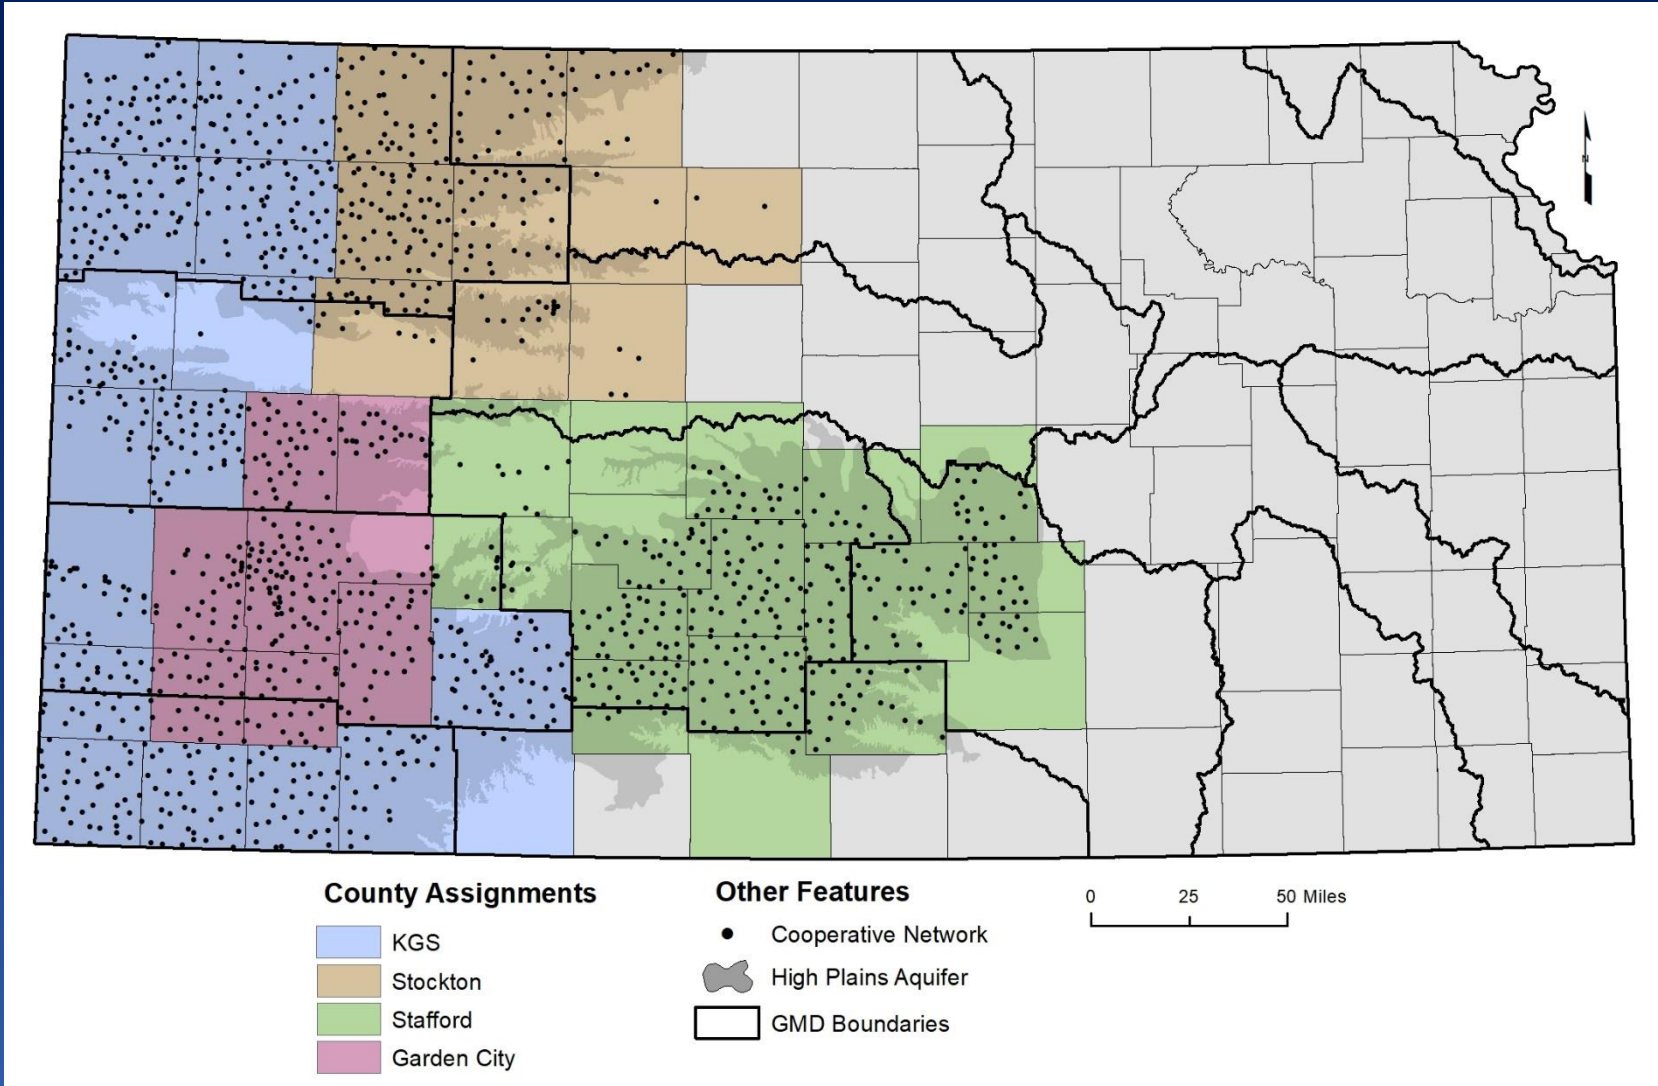 County Assignments
KGS
Stockton
Stafford
Garden City
Other Features
Cooperative Network
High Plains Aquifer
GMD Boundaries
0 25 50 Miles